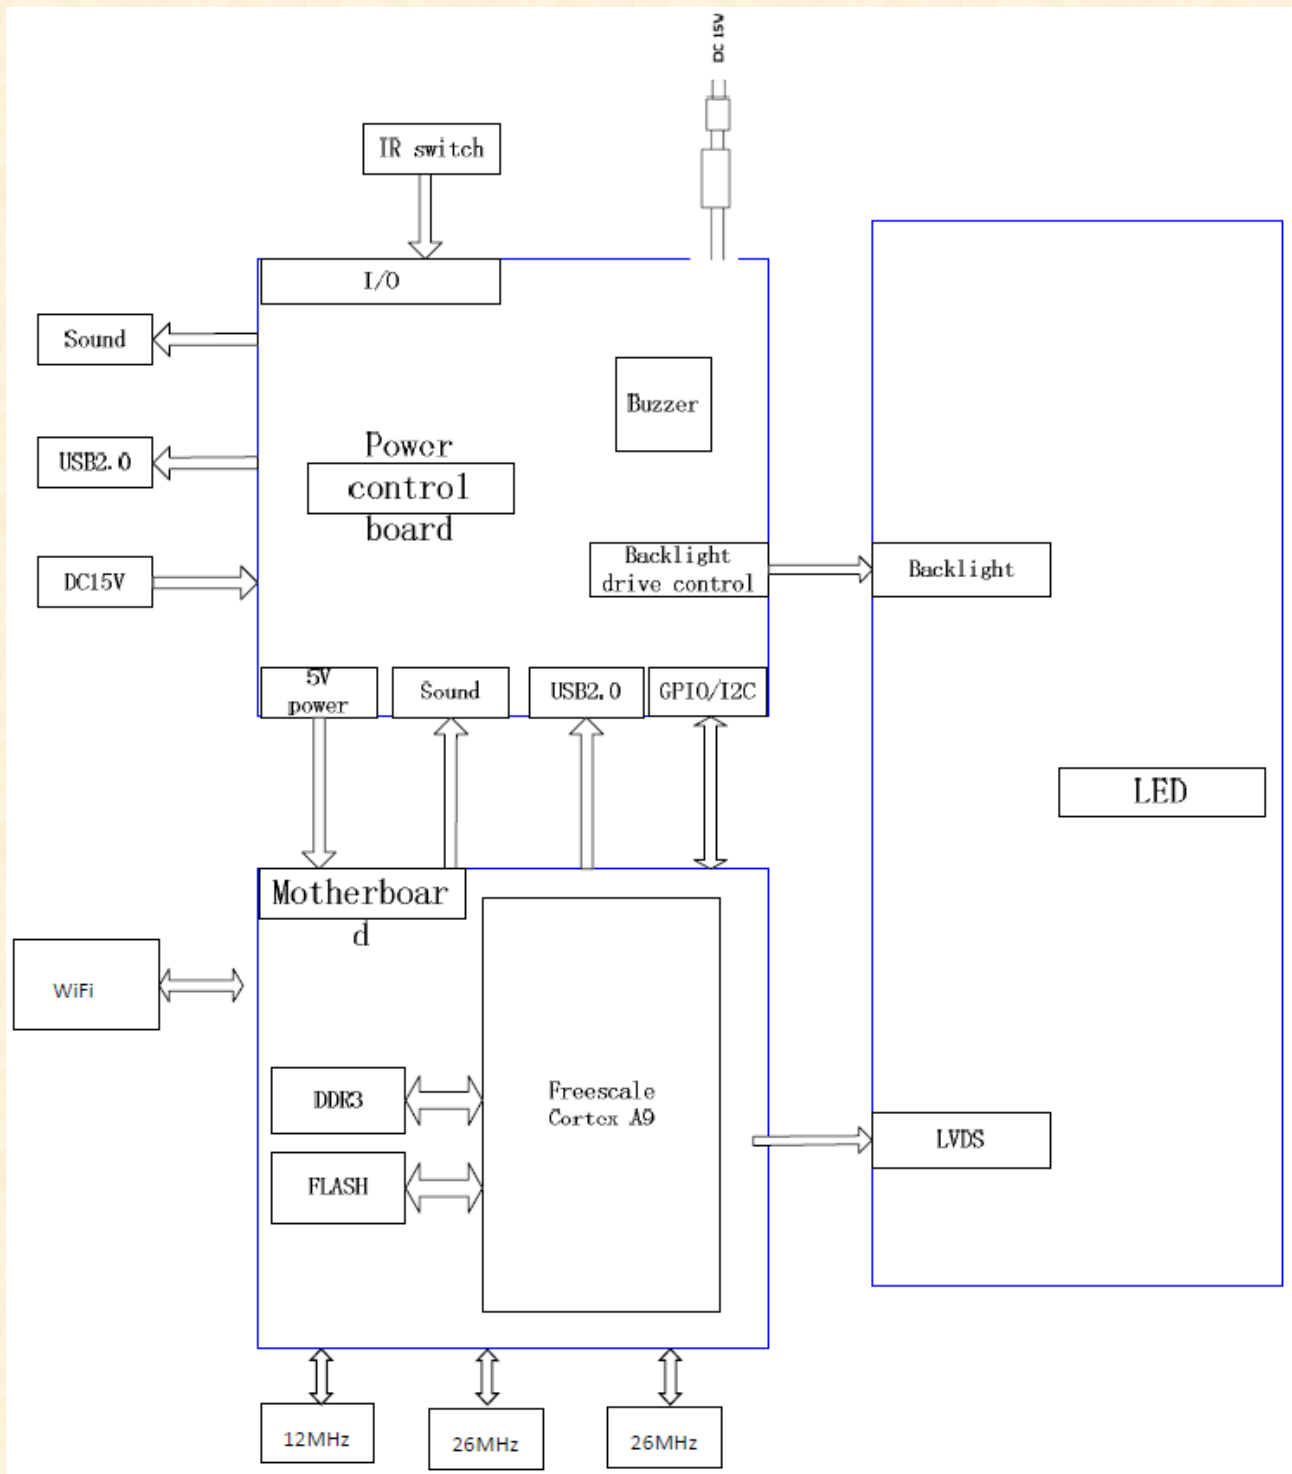 DC 15V
IR switch
I/O
Sound
Buzzer
USB2.0
Power
control
board
DC15V
Backlight
drive control
Backlight
5V
power
Sound
USB2.0
GPIO/I2C
LED
Motherboar
d
WiFi
DDR3
Freescale
Cortex A9
FLASH
LVDS
12MHz
26MHz
26MHz